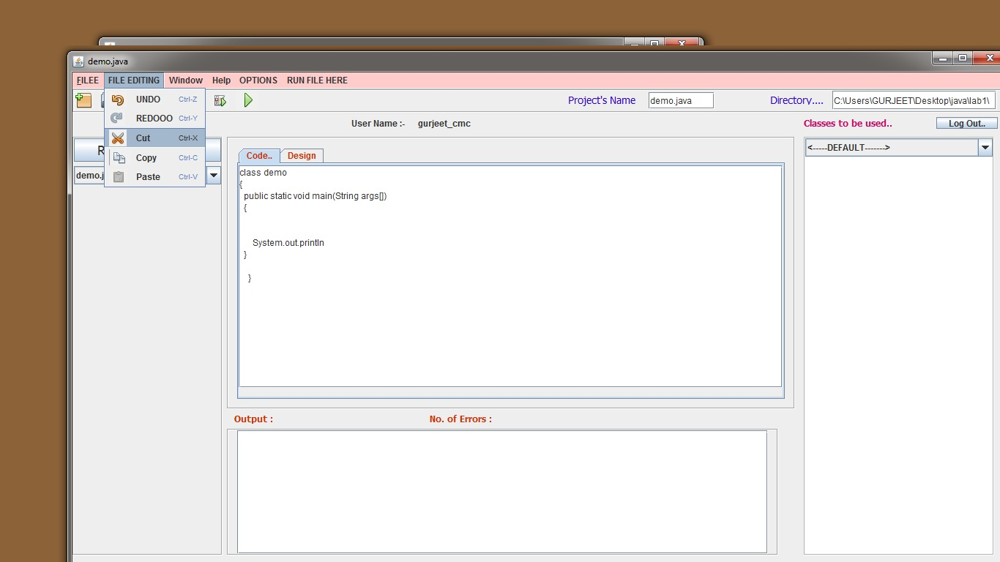 demo.java
FILEE FILE EDITING Window Help OPTIONS RUN FILE HERE
UNDO Ctrl-Z
REDOOO Ctrl-Y
Cut Ctrl-X
Copy Ctrl-C
Paste Ctrl-V
Project's Name demo.java Directory.... C:\Users\GURJEET\Desktop\java\lab1\
User Name :- gurjeet_cmc
Classes to be used.. Log Out..
<-----DEFAULT------->
R
demo.j
Code.. Design
class demo
{
public static void main(String args[])
{
System.out.println
}
}
Output : No. of Errors :